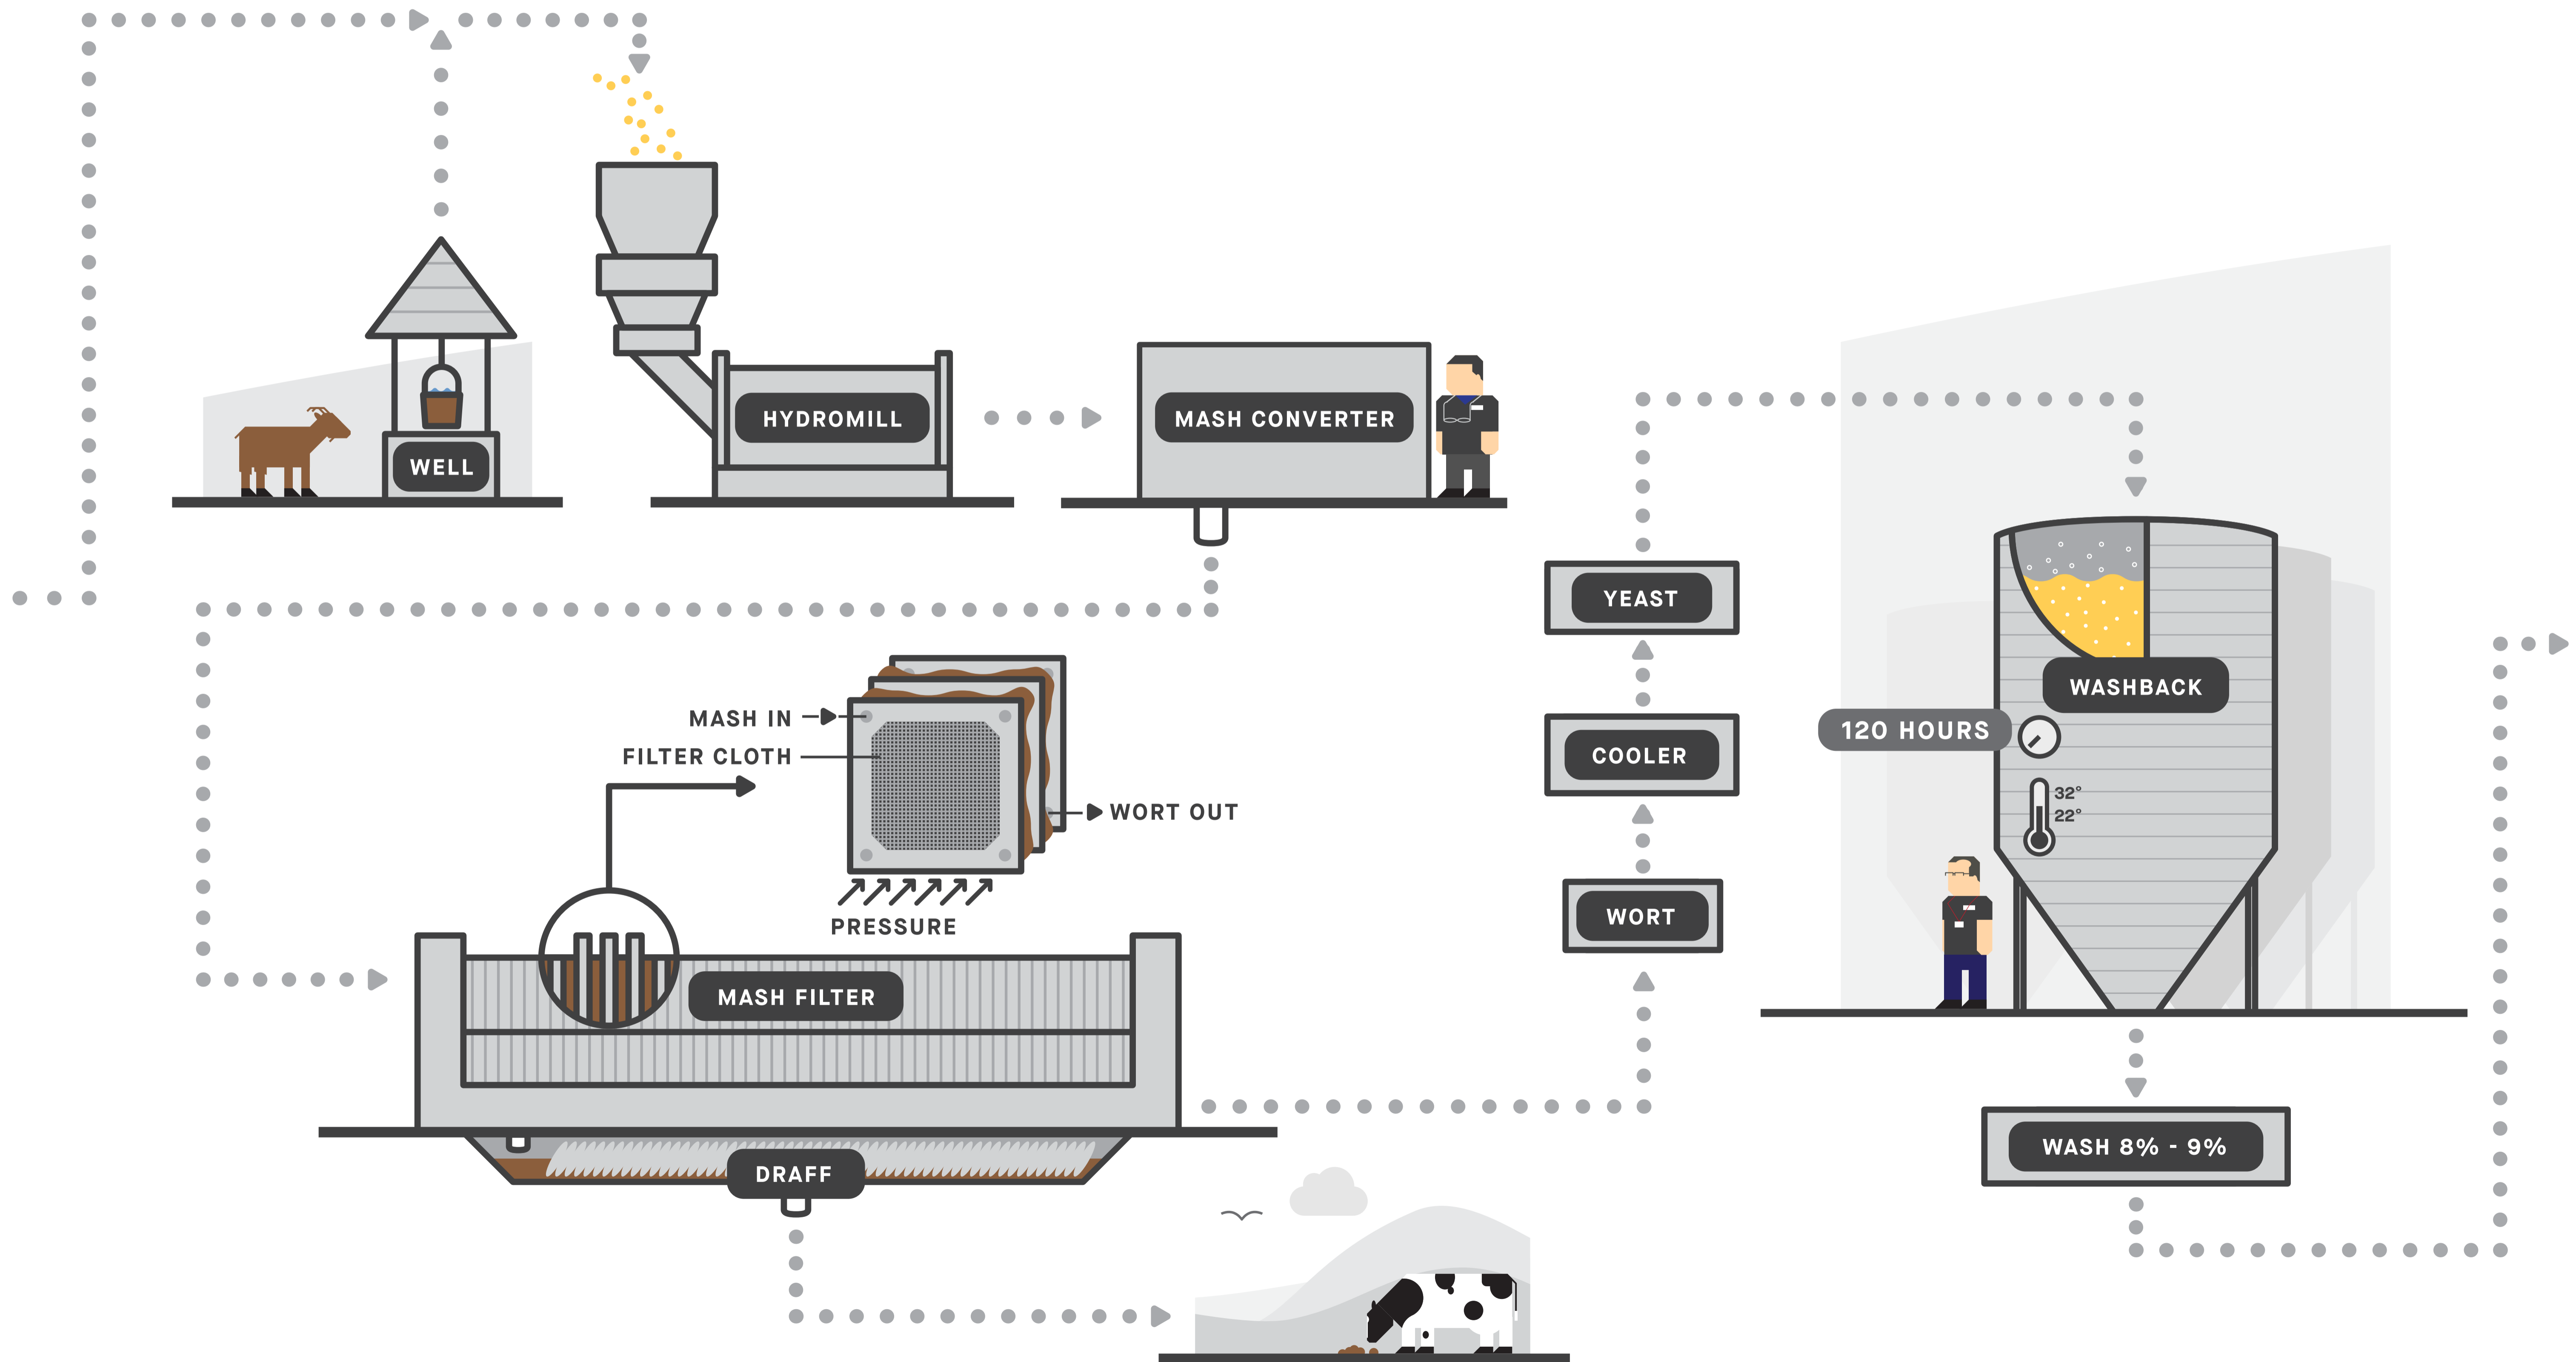 WELL
HYDROMILL
MASH CONVERTER
MASH IN
FILTER CLOTH
WORT OUT
PRESSURE
MASH FILTER
DRAFF
WORT
COOLER
YEAST
WASHBACK
120 HOURS
32°
22°
WASH 8% - 9%